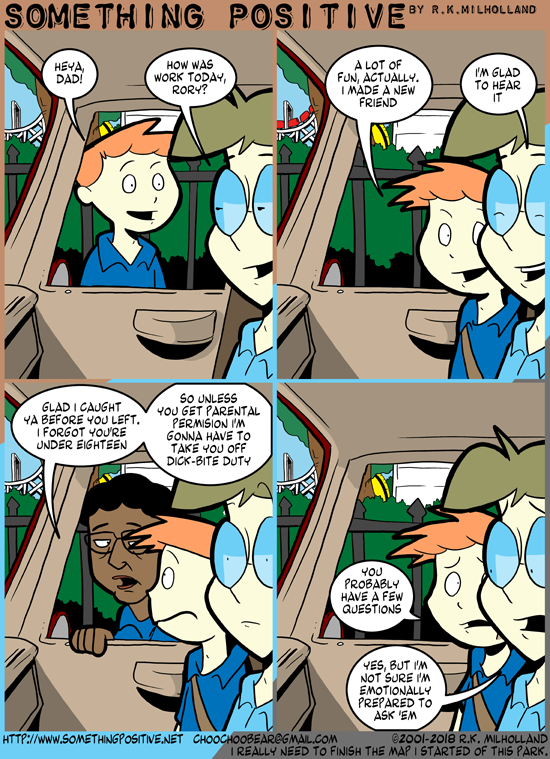 SOMETHING POSITIVE BY R.K.MILHOLLAND
HEYA,
DAD!
HOW WAS
WORK TODAY,
RORY?
A LOT OF
FUN, ACTUALLY.
I MADE A NEW
FRIEND
I'M GLAD
TO HEAR
IT
GLAD I CAUGHT
YA BEFORE YOU LEFT.
I FORGOT YOU'RE
UNDER EIGHTEEN
SO UNLESS
YOU GET PARENTAL
PERMISION I'M
GONNA HAVE TO
TAKE YOU OFF
DICK-BITE DUTY
YOU
PROBABLY
HAVE A FEW
QUESTIONS
YES, BUT I'M
NOT SURE I'M
EMOTIONALLY
PREPARED TO
ASK 'EM
HTTP://WWW.SOMETHINGPOSITIVE.NET CHOOCHOOBEAR@GMAIL.COM ©2001-2018 R.K. MILHOLLAND
I REALLY NEED TO FINISH THE MAP I STARTED OF THIS PARK.